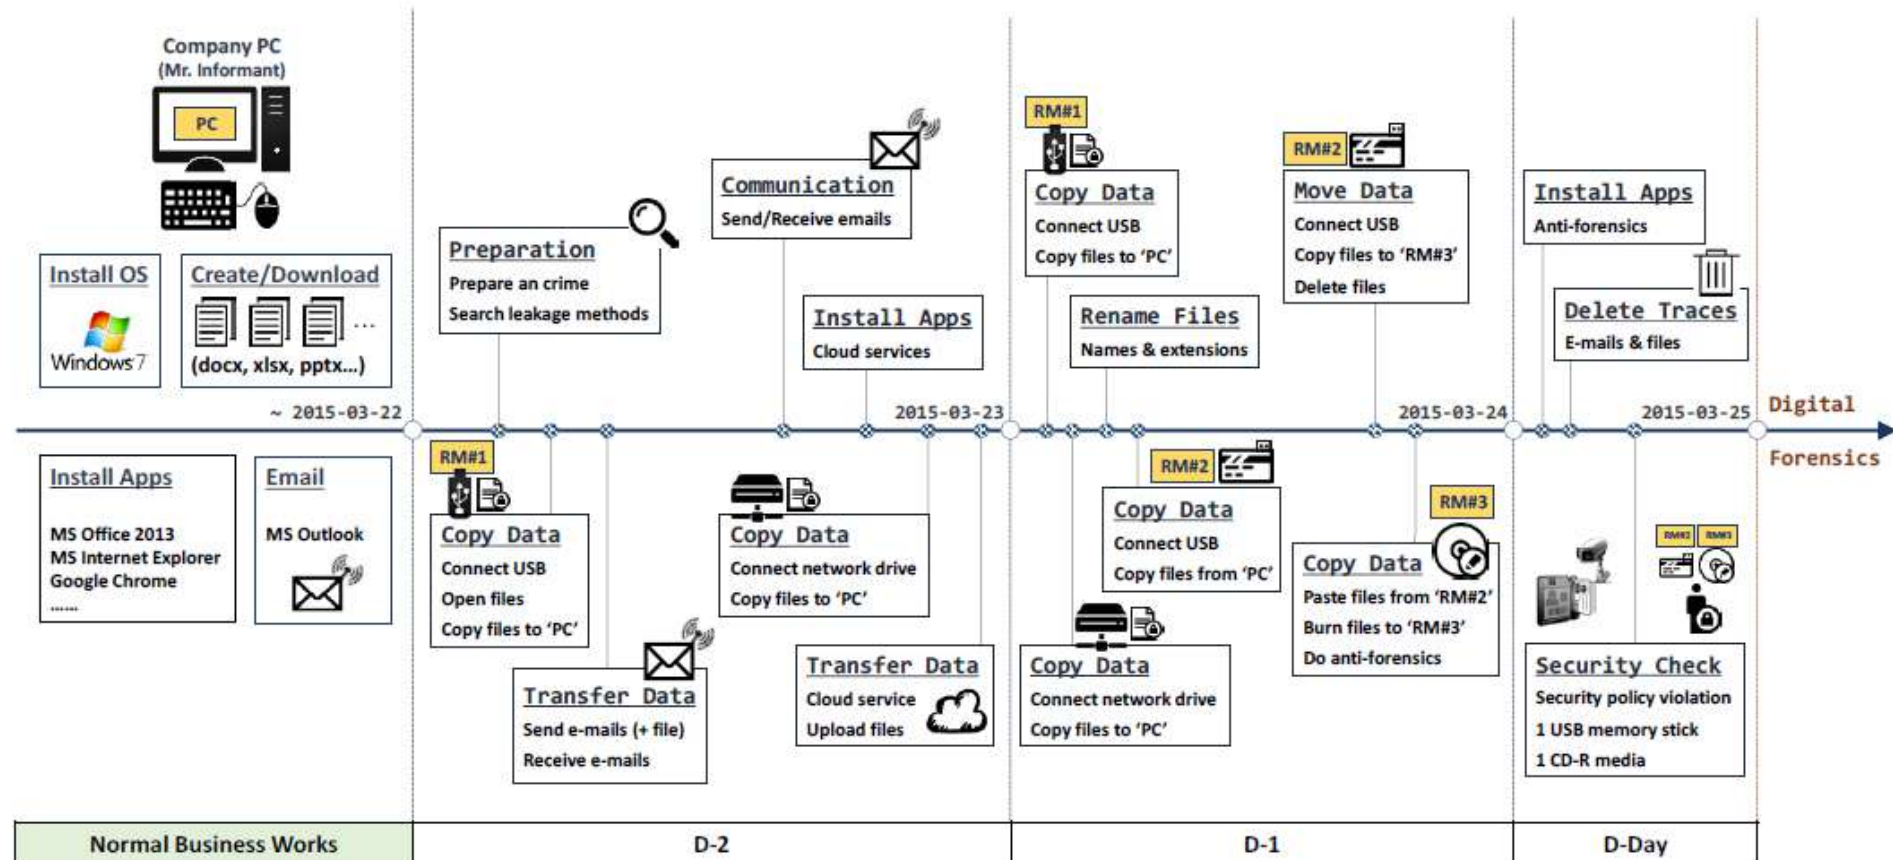 Company PC
(Mr. Informant)
PC
Install OS
Windows 7
Create/Download
...
(docx, xlsx, pptx...)
~ 2015-03-22
Install Apps
MS Office 2013
MS Internet Explorer
Google Chrome
......
Email
MS Outlook
Preparation
Prepare an crime
Search leakage methods
Communication
Send/Receive emails
Install Apps
Cloud services
2015-03-23
RM#1
Copy Data
Connect USB
Open files
Copy files to 'PC'
Transfer Data
Send e-mails (+ file)
Receive e-mails
Copy Data
Connect network drive
Copy files to 'PC'
Transfer Data
Cloud service
Upload files
RM#1
Copy Data
Connect USB
Copy files to 'PC'
Rename Files
Names & extensions
RM#2
Move Data
Connect USB
Copy files to 'RM#3'
Delete files
2015-03-24
RM#2
Copy Data
Connect USB
Copy files from 'PC'
Copy Data
Connect network drive
Copy files to 'PC'
RM#3
Copy Data
Paste files from 'RM#2'
Burn files to 'RM#3'
Do anti-forensics
Install Apps
Anti-forensics
Delete Traces
E-mails & files
2015-03-25
RM#2
RM#3
Security Check
Security policy violation
1 USB memory stick
1 CD-R media
Digital
Forensics
Normal Business Works
D-2
D-1
D-Day